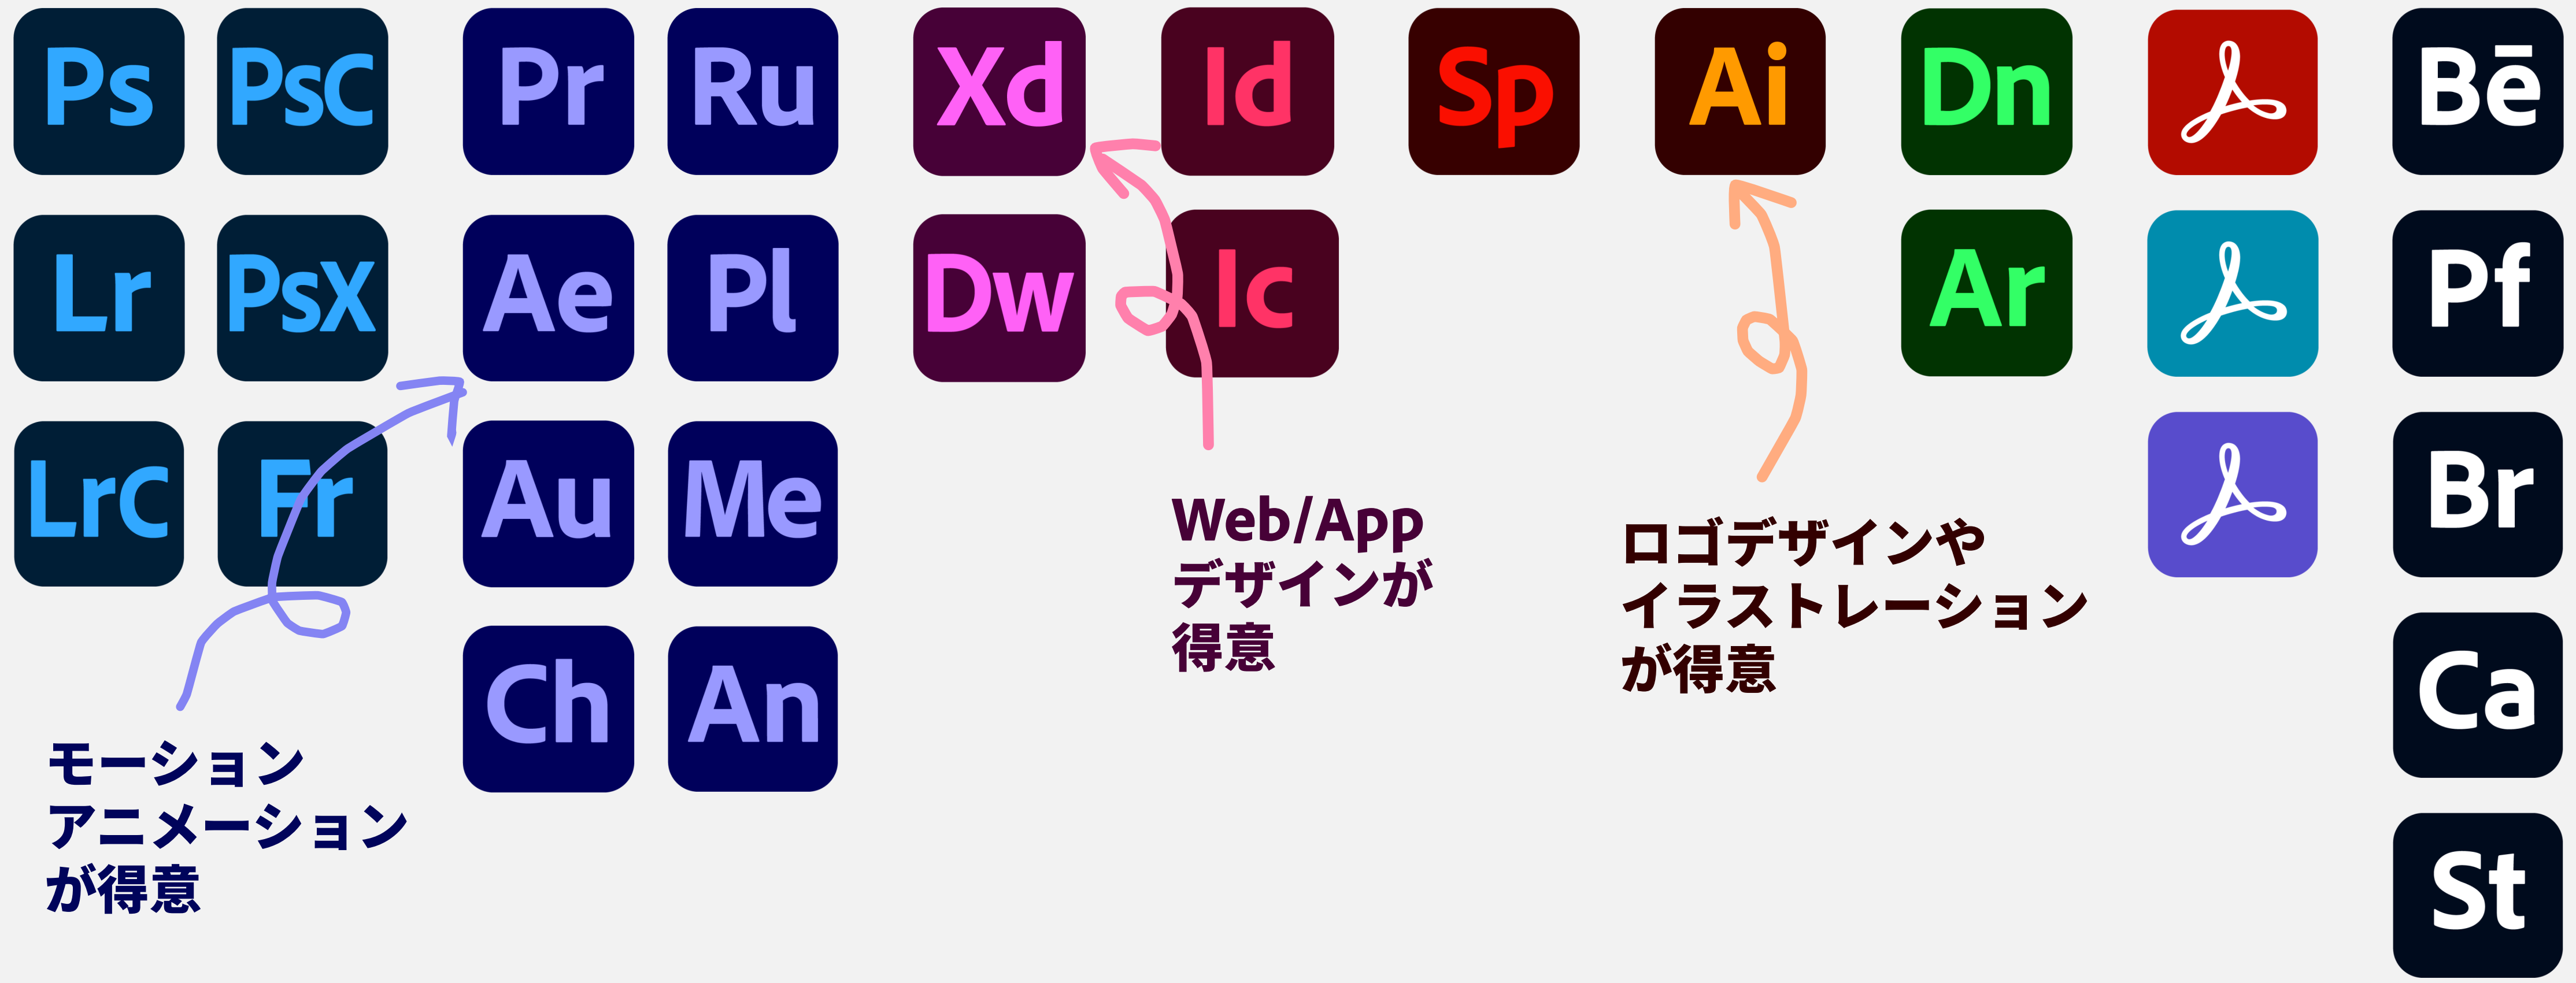 Ps PsC Pr Ru Xd Id Sp Ai Dn Bē
Lr PsX Ae Pl Dw Ic Ar Pf
LrC Fr Au Me Br
Ch An Ca
St
モーション
アニメーション
が得意
Web/App
デザインが
得意
ロゴデザインや
イラストレーション
が得意